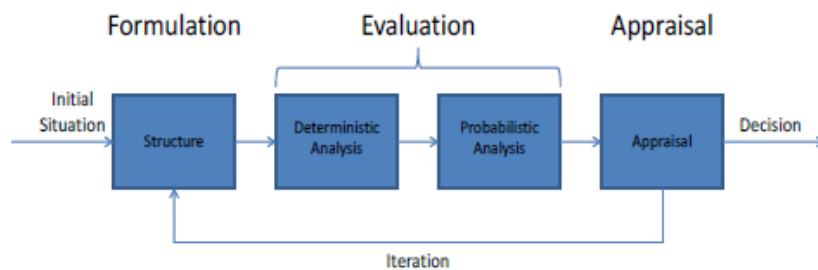 Formulation
Evaluation
Appraisal
Initial
Situation
Structure
Deterministic
Analysis
Probabilistic
Analysis
Appraisal
Decision
Iteration